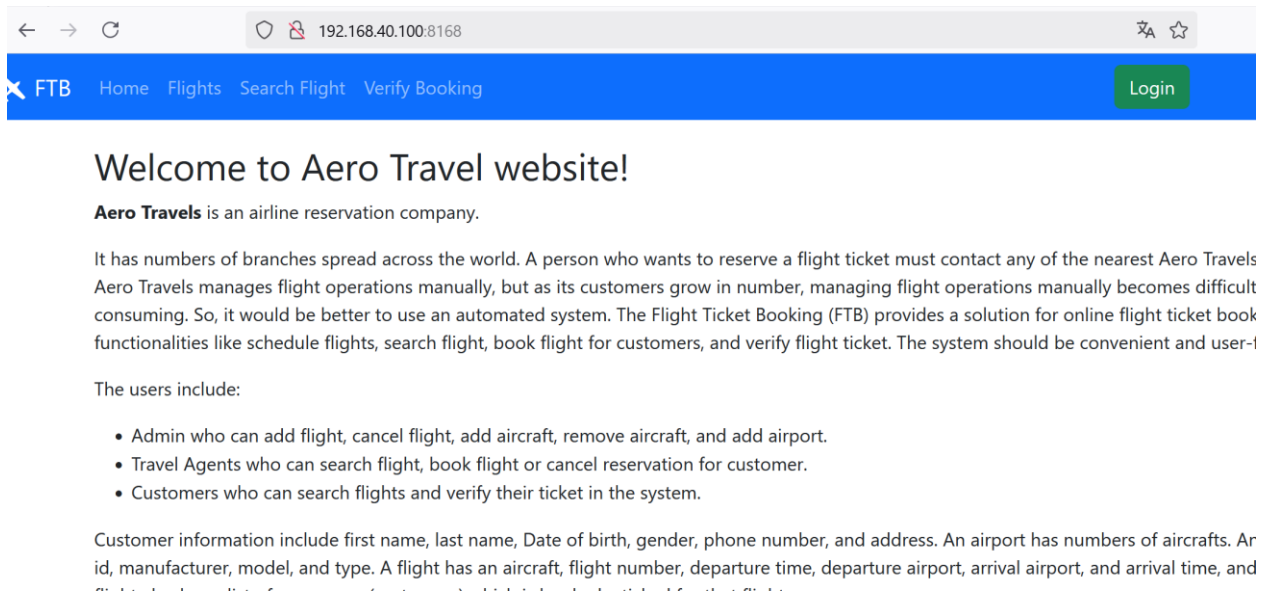 192.168.40.100:8168
FTB Home Flights Search Flight Verify Booking Login
Welcome to Aero Travel website!
Aero Travels is an airline reservation company.
It has numbers of branches spread across the world. A person who wants to reserve a flight ticket must contact any of the nearest Aero Travels
Aero Travels manages flight operations manually, but as its customers grow in number, managing flight operations manually becomes difficult
consuming. So, it would be better to use an automated system. The Flight Ticket Booking (FTB) provides a solution for online flight ticket book
functionalities like schedule flights, search flight, book flight for customers, and verify flight ticket. The system should be convenient and user-
The users include:
• Admin who can add flight, cancel flight, add aircraft, remove aircraft, and add airport.
• Travel Agents who can search flight, book flight or cancel reservation for customer.
• Customers who can search flights and verify their ticket in the system.
Customer information include first name, last name, Date of birth, gender, phone number, and address. An airport has numbers of aircrafts. An
id, manufacturer, model, and type. A flight has an aircraft, flight number, departure time, departure airport, arrival airport, and arrival time, and